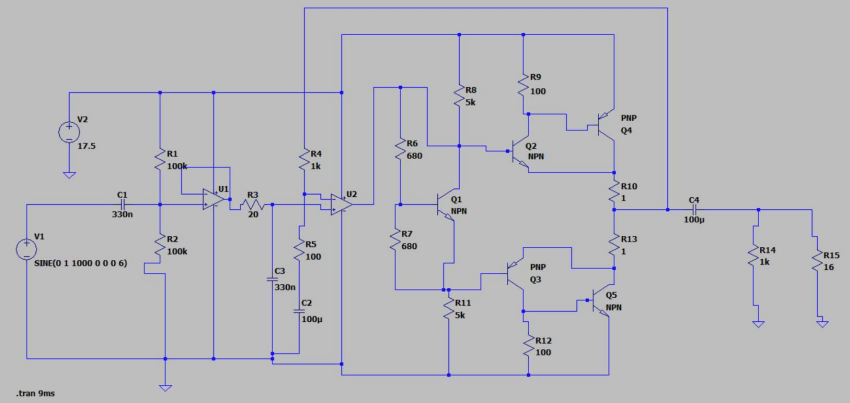 V2
17.5
V1
SINE(0 1 1000 0 0 0 6)
C1
330n
R1
100k
R2
100k
U1
R3
20
C3
330n
C2
100µ
R4
1k
R5
100
U2
R6
680
R7
680
R8
5k
Q1
NPN
R11
5k
R9
100
Q2
NPN
PNP
Q4
PNP
Q3
R12
100
Q5
NPN
R10
1
R13
1
C4
100µ
R14
1k
R15
16
.tran 9ms